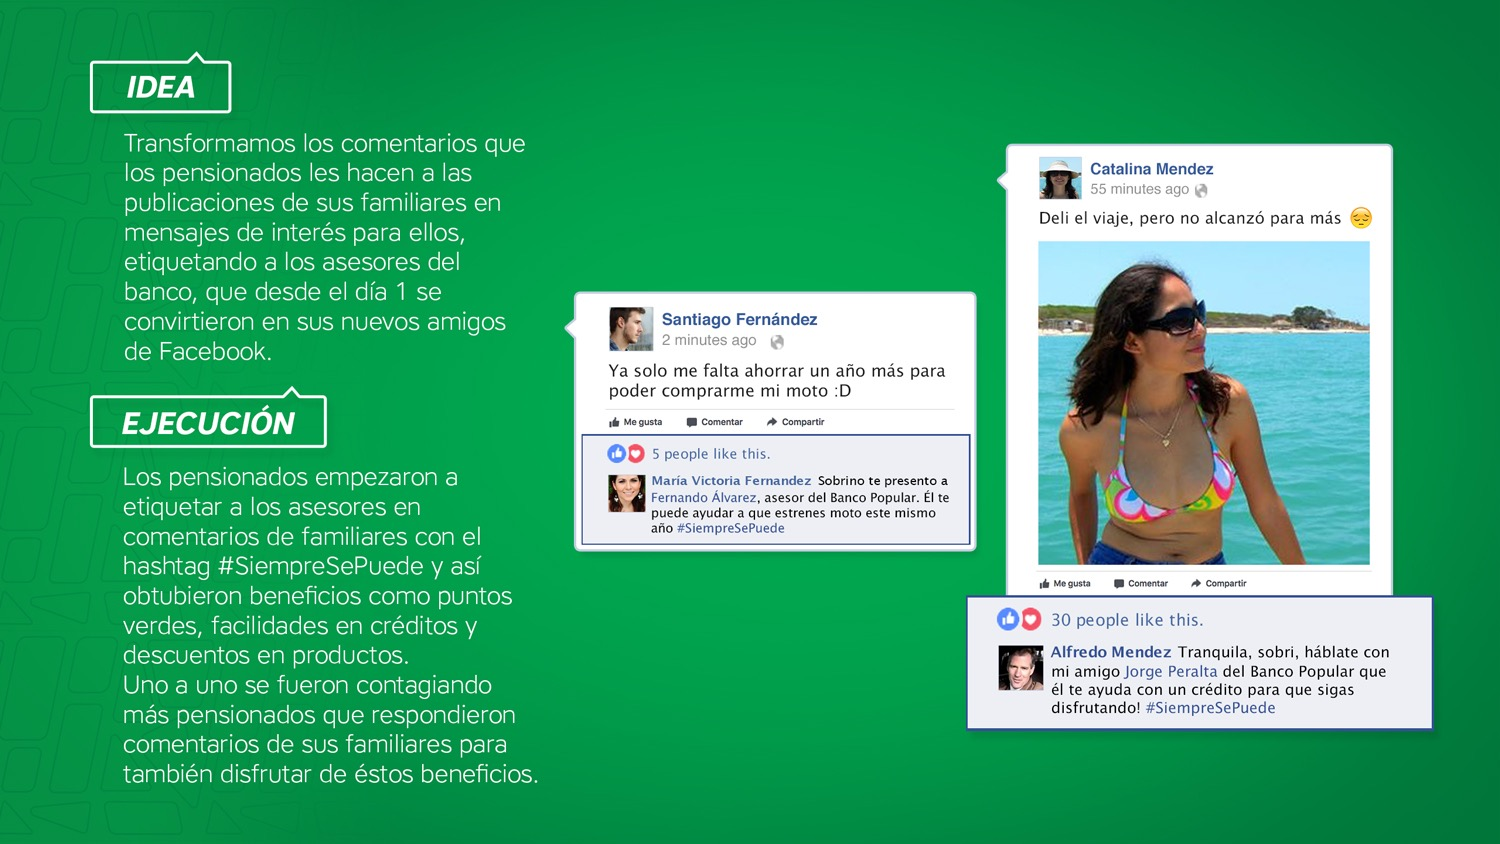 IDEA
Transformamos los comentarios que
los pensionados les hacen a las
publicaciones de sus familiares en
mensajes de interés para ellos,
etiquetando a los asesores del
banco, que desde el día 1 se
convirtieron en sus nuevos amigos
de Facebook.
EJECUCIÓN
Los pensionados empezaron a
etiquetar a los asesores en
comentarios de familiares con el
hashtag #SiempreSePuede y así
obtubieron beneficios como puntos
verdes, facilidades en créditos y
descuentos en productos.
Uno a uno se fueron contagiando
más pensionados que respondieron
comentarios de sus familiares para
también disfrutar de éstos beneficios.
Santiago Fernández
2 minutes ago
Ya solo me falta ahorrar un año más para
poder comprarme mi moto :D
Me gusta Comentar Compartir
5 people like this.
María Victoria Fernandez Sobrino te presento a
Fernando Álvarez, asesor del Banco Popular. Él te
puede ayudar a que estrenes moto este mismo
año #SiempreSePuede
Catalina Mendez
55 minutes ago
Deli el viaje, pero no alcanzó para más 😔
Me gusta Comentar Compartir
30 people like this.
Alfredo Mendez Tranquila, sobri, háblate con
mi amigo Jorge Peralta del Banco Popular que
él te ayuda con un crédito para que sigas
disfrutando! #SiempreSePuede